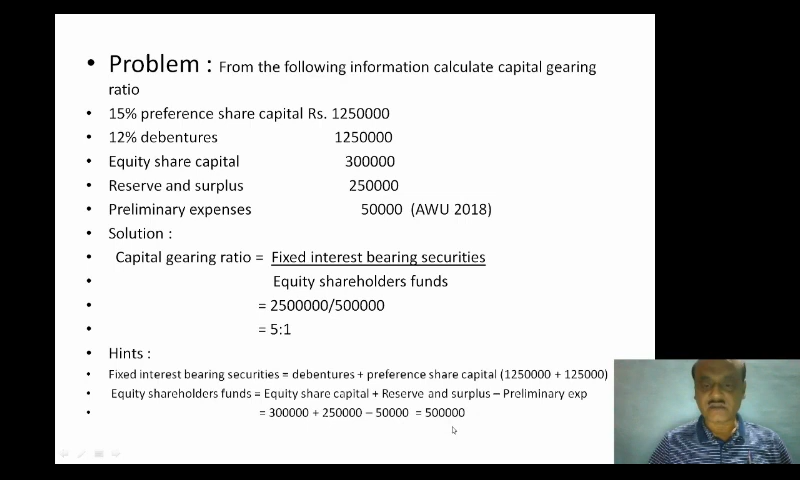 Problem : From the following information calculate capital gearing
ratio
15% preference share capital Rs. 1250000
12% debentures 1250000
Equity share capital 300000
Reserve and surplus 250000
Preliminary expenses 50000 (AWU 2018)
Solution :
Capital gearing ratio = Fixed interest bearing securities
Equity shareholders funds
= 2500000/500000
= 5:1
Hints :
Fixed interest bearing securities = debentures + preference share capital (1250000 + 125000)
Equity shareholders funds = Equity share capital + Reserve and surplus – Preliminary exp
= 300000 + 250000 – 50000 = 500000